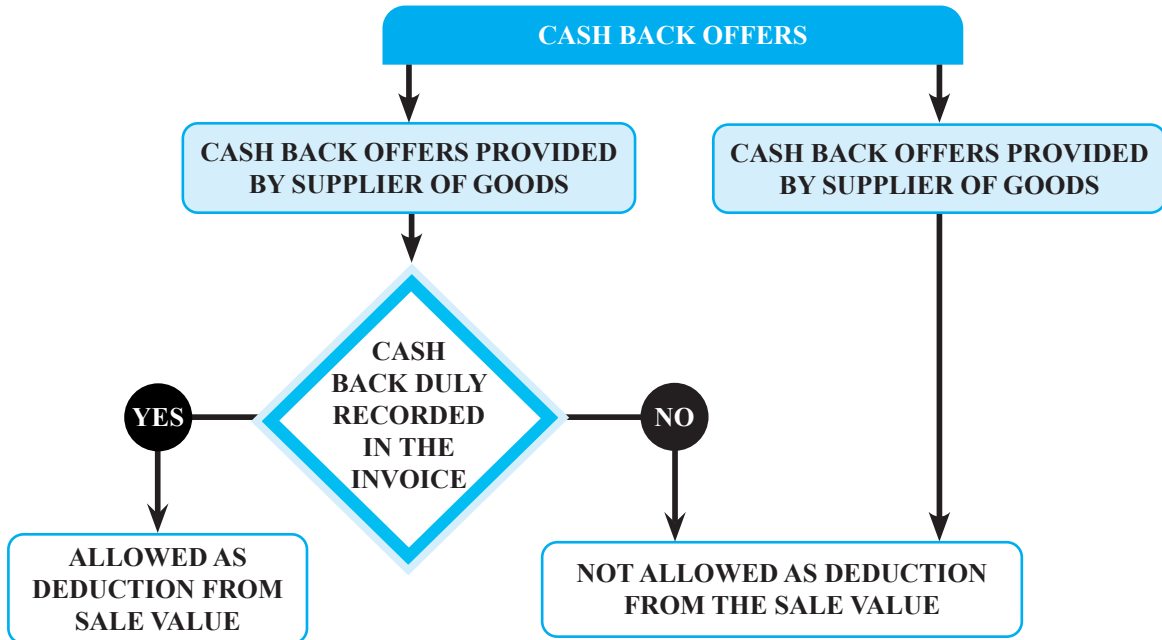 CASH BACK OFFERS
CASH BACK OFFERS PROVIDED
BY SUPPLIER OF GOODS
CASH BACK OFFERS PROVIDED
BY SUPPLIER OF GOODS
CASH
BACK DULY
RECORDED
IN THE
INVOICE
YES
NO
ALLOWED AS
DEDUCTION FROM
SALE VALUE
NOT ALLOWED AS DEDUCTION
FROM THE SALE VALUE